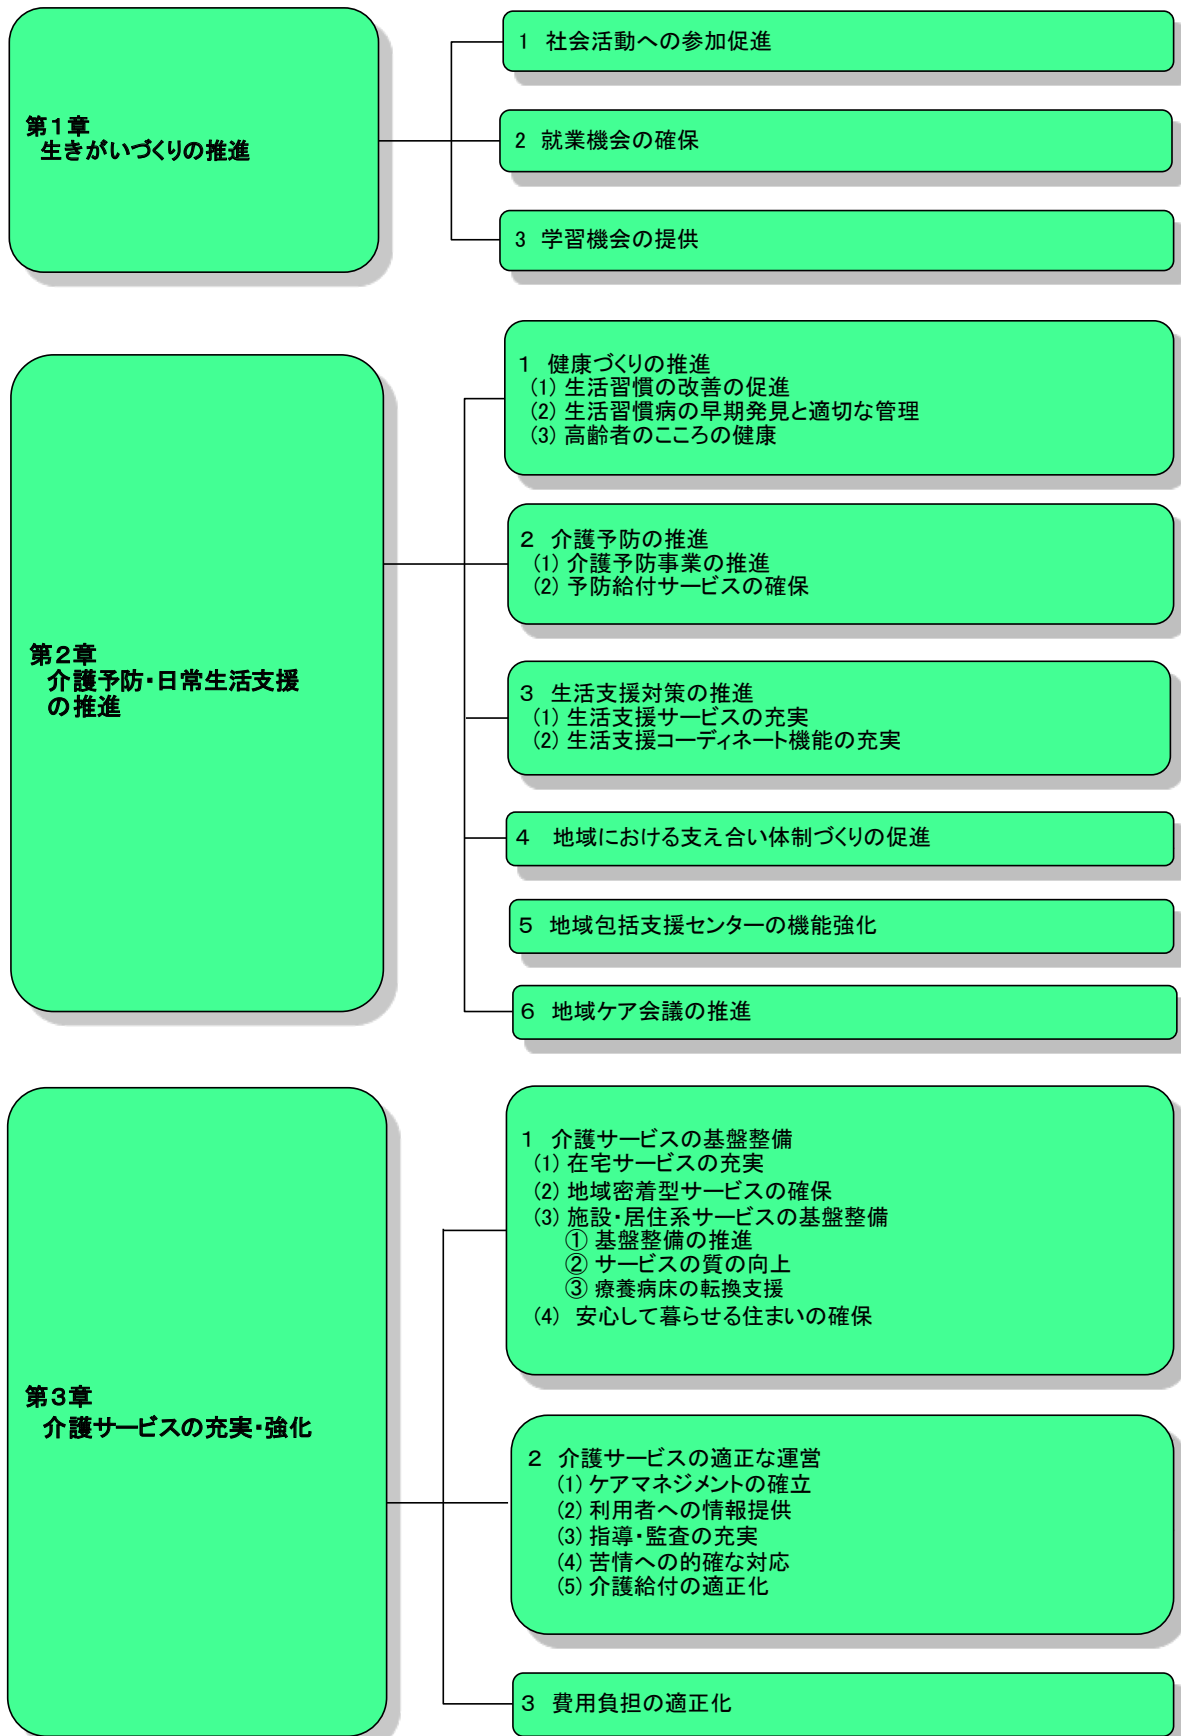 第１章
生きがいづくりの推進
1 社会活動への参加促進
2 就業機会の確保
3 学習機会の提供
第２章
介護予防・日常生活支援
の推進
1 健康づくりの推進
(1) 生活習慣の改善の促進
(2) 生活習慣病の早期発見と適切な管理
(3) 高齢者のこころの健康
２ 介護予防の推進
(1) 介護予防事業の推進
(2) 予防給付サービスの確保
３ 生活支援対策の推進
(1) 生活支援サービスの充実
(2) 生活支援コーディネート機能の充実
４ 地域における支え合い体制づくりの促進
５ 地域包括支援センターの機能強化
６ 地域ケア会議の推進
第３章
介護サービスの充実・強化
1 介護サービスの基盤整備
(1) 在宅サービスの充実
(2) 地域密着型サービスの確保
(3) 施設・居住系サービスの基盤整備
① 基盤整備の推進
② サービスの質の向上
③ 療養病床の転換支援
(4) 安心して暮らせる住まいの確保
２ 介護サービスの適正な運営
(1) ケアマネジメントの確立
(2) 利用者への情報提供
(3) 指導・監査の充実
(4) 苦情への的確な対応
(5) 介護給付の適正化
３ 費用負担の適正化